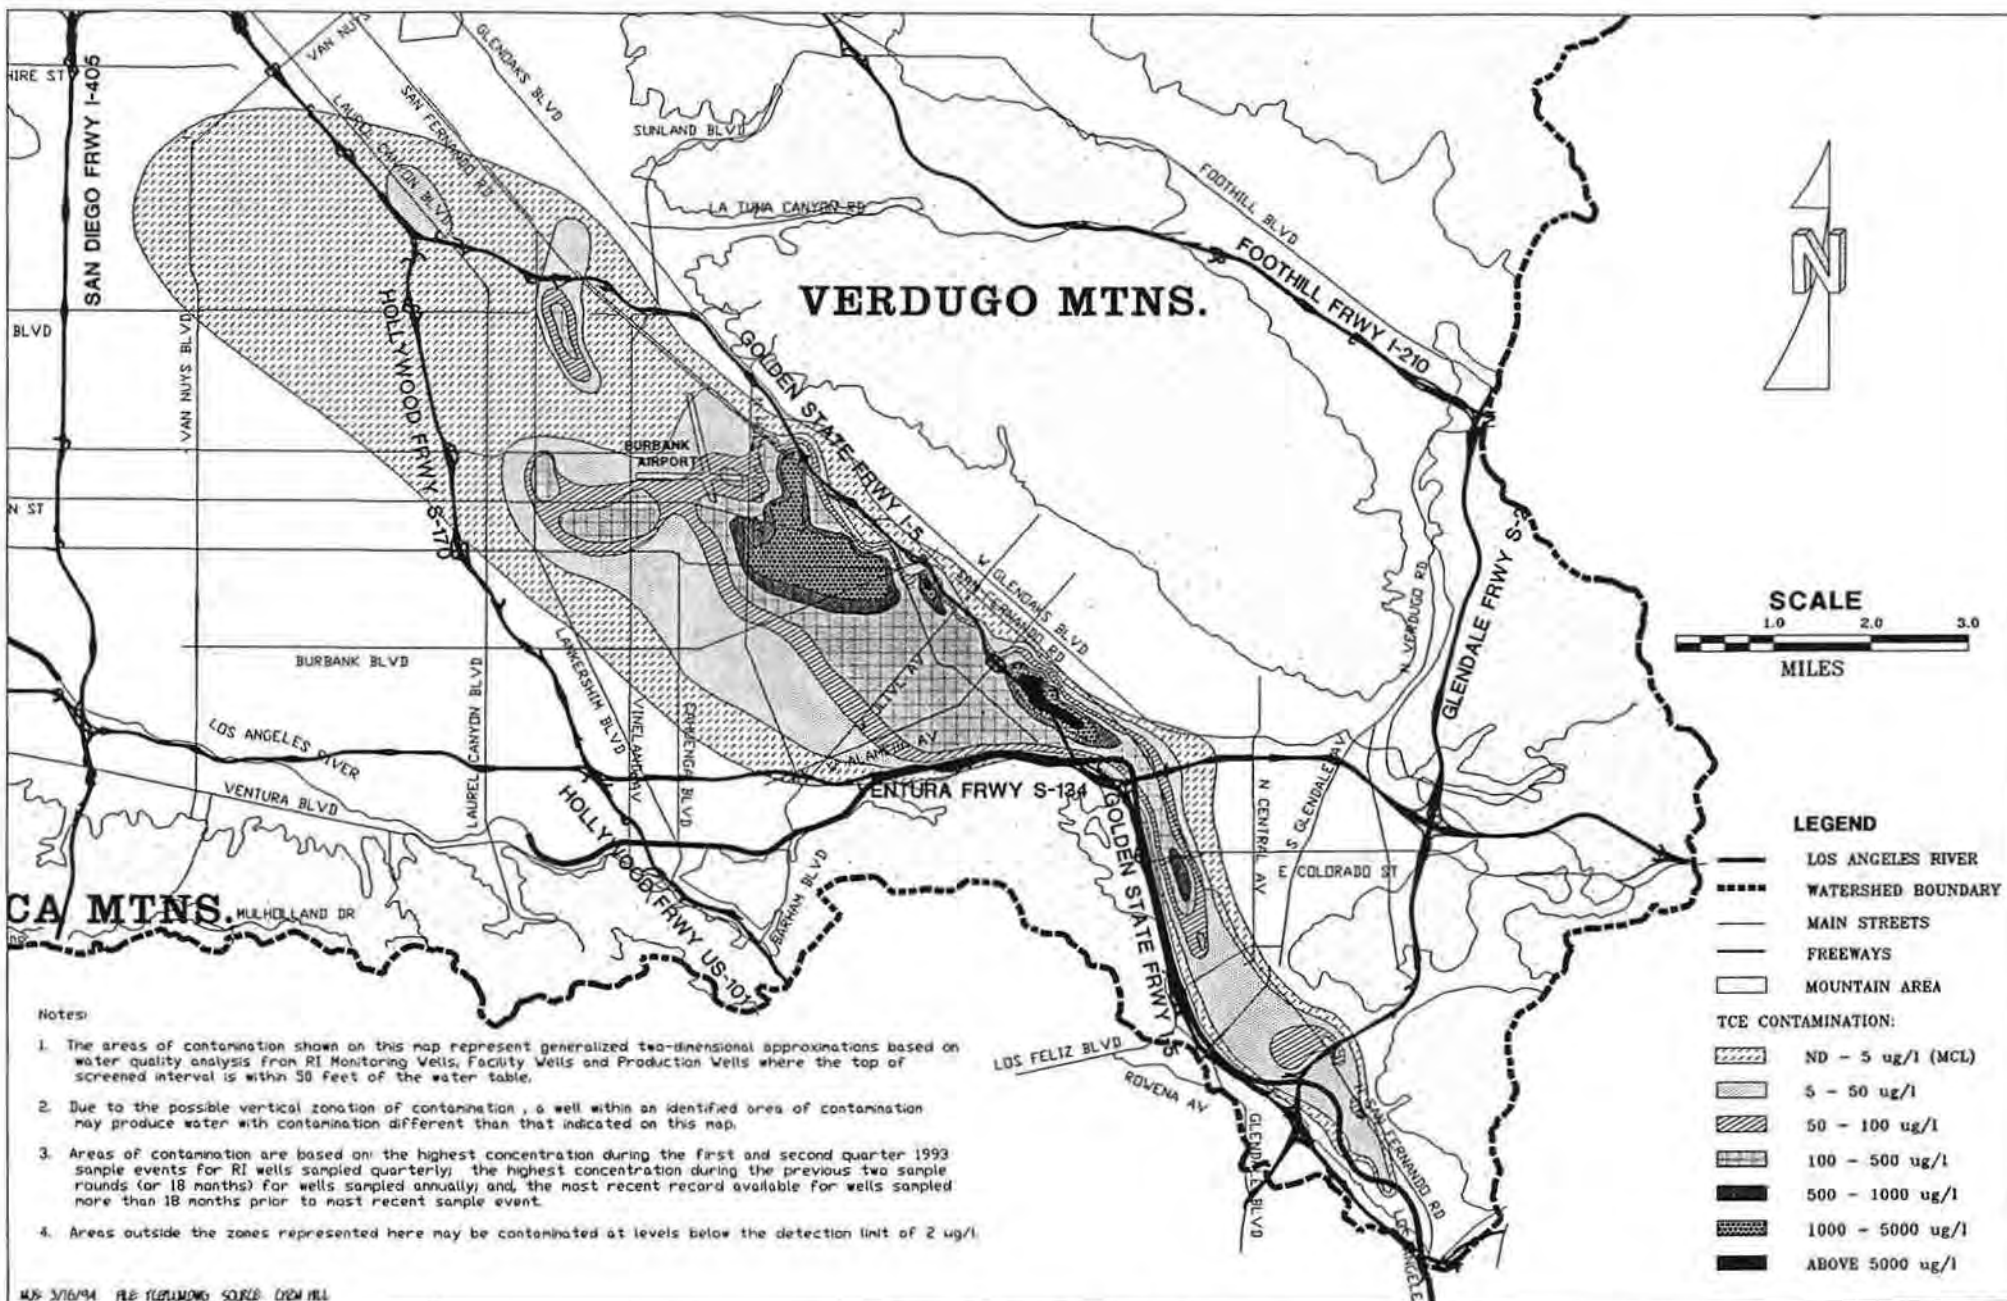 VAN NUYS
GLENOAKS BLVD
HIRE ST
SAN DIEGO FRWY I-405
LAUREL CANYON BLVD
SAN FERNANDO RD
SUNLAND BLVD
FOOTHILL BLVD
LA TUNA CANYON RD
N
FOOTHILL FRWY I-210
VERDUGO MTNS.
BLVD
VAN NUYS BLVD
HOLLYWOOD FRWY S-170
GOLDEN STATE FRWY I-5
BURBANK
AIRPORT
N ST
W GLENOAKS BLVD
SAN FERNANDO RD
N VERDUGO RD
GLENDALE FRWY S-2
SCALE
1.0 2.0 3.0
MILES
BURBANK BLVD
LAUREL CANYON BLVD
LANKERSHIM BLVD
VINELAND AV
CAHUENGA BLVD
OLIVE AV
W ALAMEDA AV
LOS ANGELES RIVER
VENTURA BLVD
VENTURA FRWY S-134
HOLLYWOOD FRWY US-101
BARHAM BLVD
GOLDEN STATE FRWY I-5
N CENTRAL AV
S GLENDALE AV
E COLORADO ST
CA MTNS.
MULHOLLAND DR
LOS FELIZ BLVD
ROWENA AV
GLENDALE BLVD
N SAN FERNANDO RD
LOS ANGELE
LEGEND
LOS ANGELES RIVER
WATERSHED BOUNDARY
MAIN STREETS
FREEWAYS
MOUNTAIN AREA
TCE CONTAMINATION:
ND - 5 ug/l (MCL)
5 - 50 ug/l
50 - 100 ug/l
100 - 500 ug/l
500 - 1000 ug/l
1000 - 5000 ug/l
ABOVE 5000 ug/l
Notes:
1. The areas of contamination shown on this map represent generalized two-dimensional approximations based on
water quality analysis from RI Monitoring Wells, Facility Wells and Production Wells where the top of
screened interval is within 50 feet of the water table.
2. Due to the possible vertical zonation of contamination , a well within an identified area of contamination
may produce water with contamination different than that indicated on this map.
3. Areas of contamination are based on: the highest concentration during the first and second quarter 1993
sample events for RI wells sampled quarterly; the highest concentration during the previous two sample
rounds (or 18 months) for wells sampled annually; and, the most recent record available for wells sampled
more than 18 months prior to most recent sample event.
4. Areas outside the zones represented here may be contaminated at levels below the detection limit of 2 ug/l.
3/16/94 SOURCE: CH2M HILL